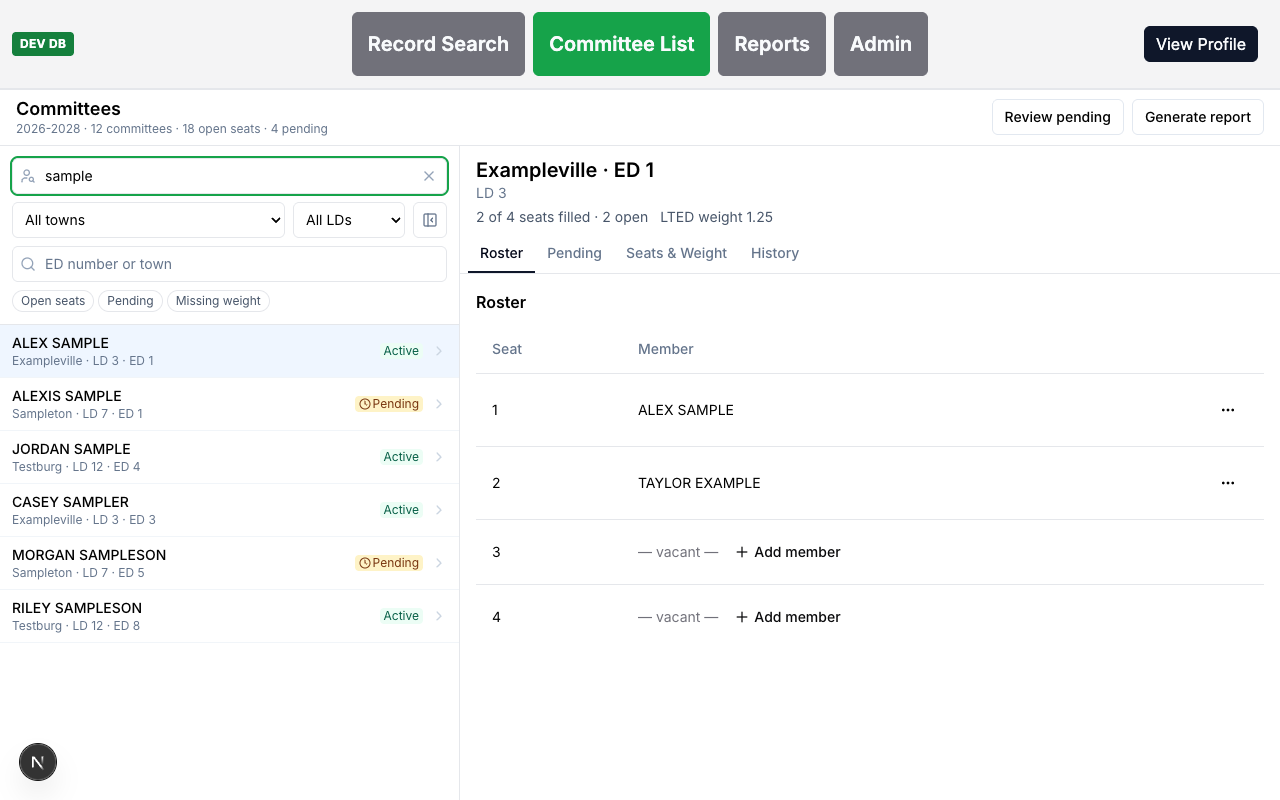 DEV DB
Record Search
Committee List
Reports
Admin
View Profile
Committees
2026-2028 · 12 committees · 18 open seats · 4 pending
Review pending
Generate report
sample
All towns
All LDs
ED number or town
Open seats
Pending
Missing weight
ALEX SAMPLE
Exampleville · LD 3 · ED 1
Active
ALEXIS SAMPLE
Sampleton · LD 7 · ED 1
Pending
JORDAN SAMPLE
Testburg · LD 12 · ED 4
Active
CASEY SAMPLER
Exampleville · LD 3 · ED 3
Active
MORGAN SAMPLESON
Sampleton · LD 7 · ED 5
Pending
RILEY SAMPLESON
Testburg · LD 12 · ED 8
Active
N
Exampleville · ED 1
LD 3
2 of 4 seats filled · 2 open LTED weight 1.25
Roster
Pending
Seats & Weight
History
Roster
Seat Member
1 ALEX SAMPLE
2 TAYLOR EXAMPLE
3 — vacant — + Add member
4 — vacant — + Add member